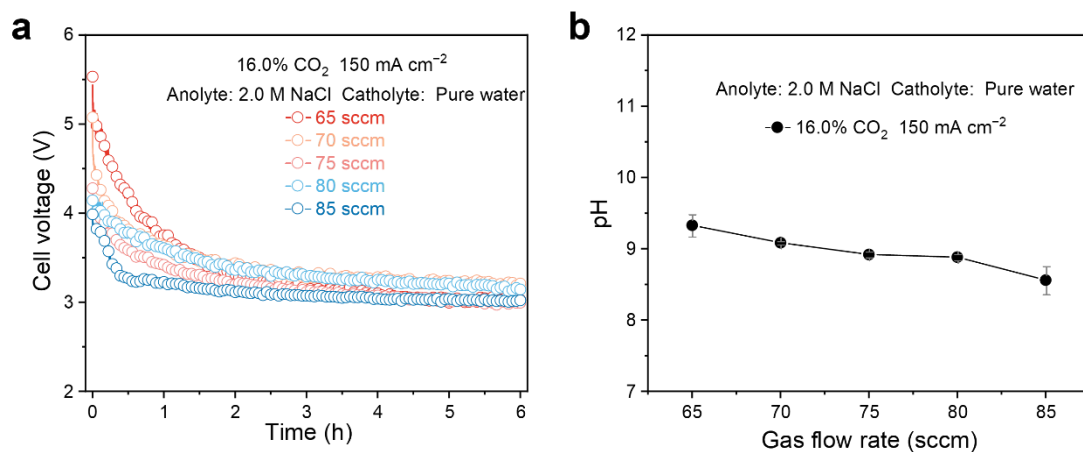 a
16.0% CO₂ 150 mA cm⁻²
Anolyte: 2.0 M NaCl Catholyte: Pure water
65 sccm
70 sccm
75 sccm
80 sccm
85 sccm
Cell voltage (V)
6
5
4
3
2
0 1 2 3 4 5 6
Time (h)
b
Anolyte: 2.0 M NaCl Catholyte: Pure water
16.0% CO₂ 150 mA cm⁻²
pH
12
11
10
9
8
7
65 70 75 80 85
Gas flow rate (sccm)